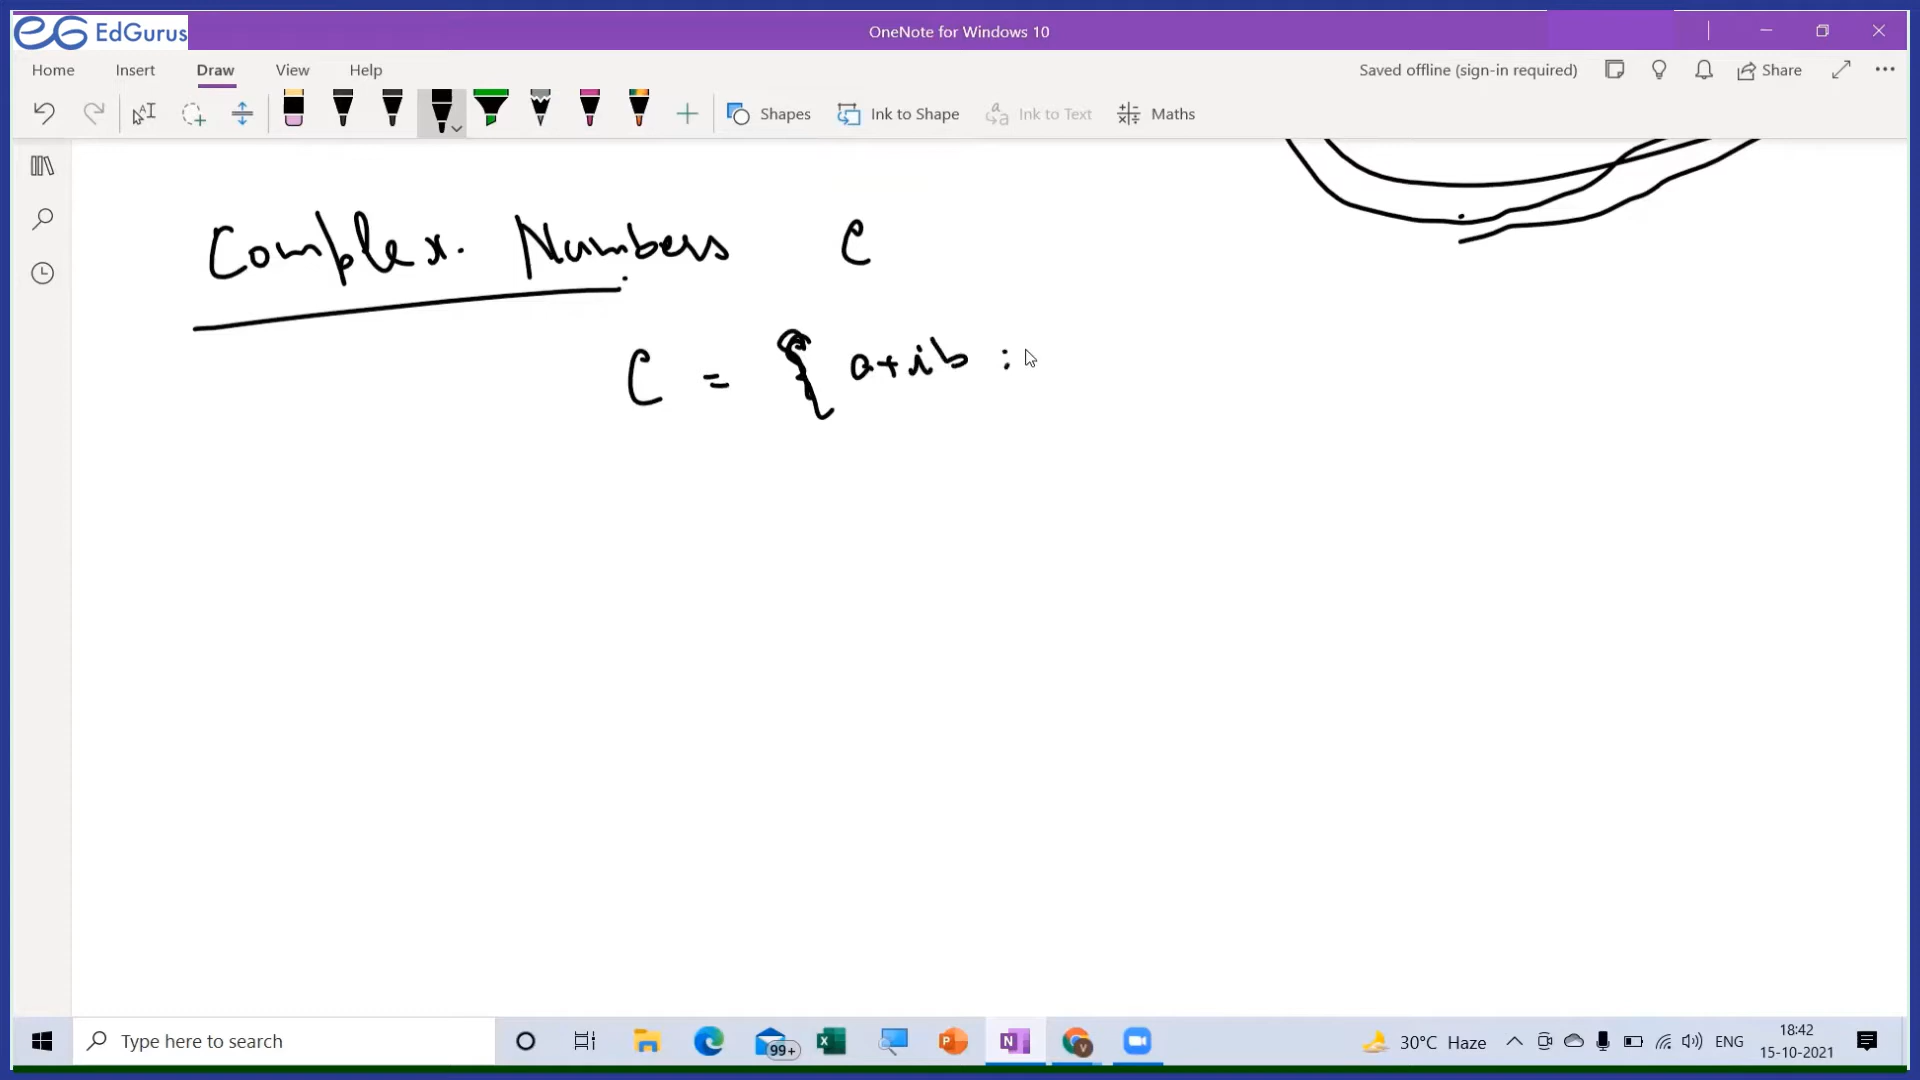 EG EdGurus
OneNote for Windows 10
Home Insert Draw View Help
Saved offline (sign-in required) Share
Shapes Ink to Shape Ink to Text Maths
Complex. Numbers C
C = { a+ib :
Type here to search
99+
30°C Haze
ENG
18:42
15-10-2021